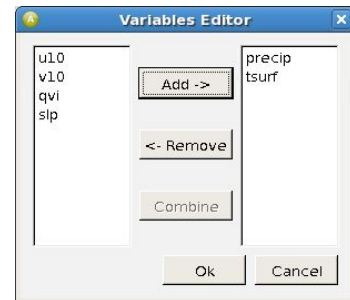 Variables Editor
u10
v10
qvi
slp
Add ->
<- Remove
Combine
precip
tsurf
Ok
Cancel